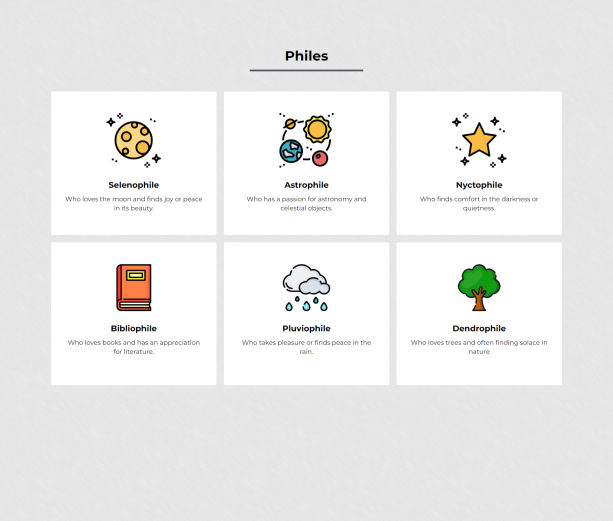 Philes
Selenophile
Who loves the moon and finds joy or peace
in its beauty.
Astrophile
Who has a passion for astronomy and
celestial objects.
Nyctophile
Who finds comfort in the darkness or
quietness.
Bibliophile
Who loves books and has an appreciation
for literature.
Pluviophile
Who takes pleasure or finds peace in the
rain.
Dendrophile
Who loves trees and often finding solace in
nature